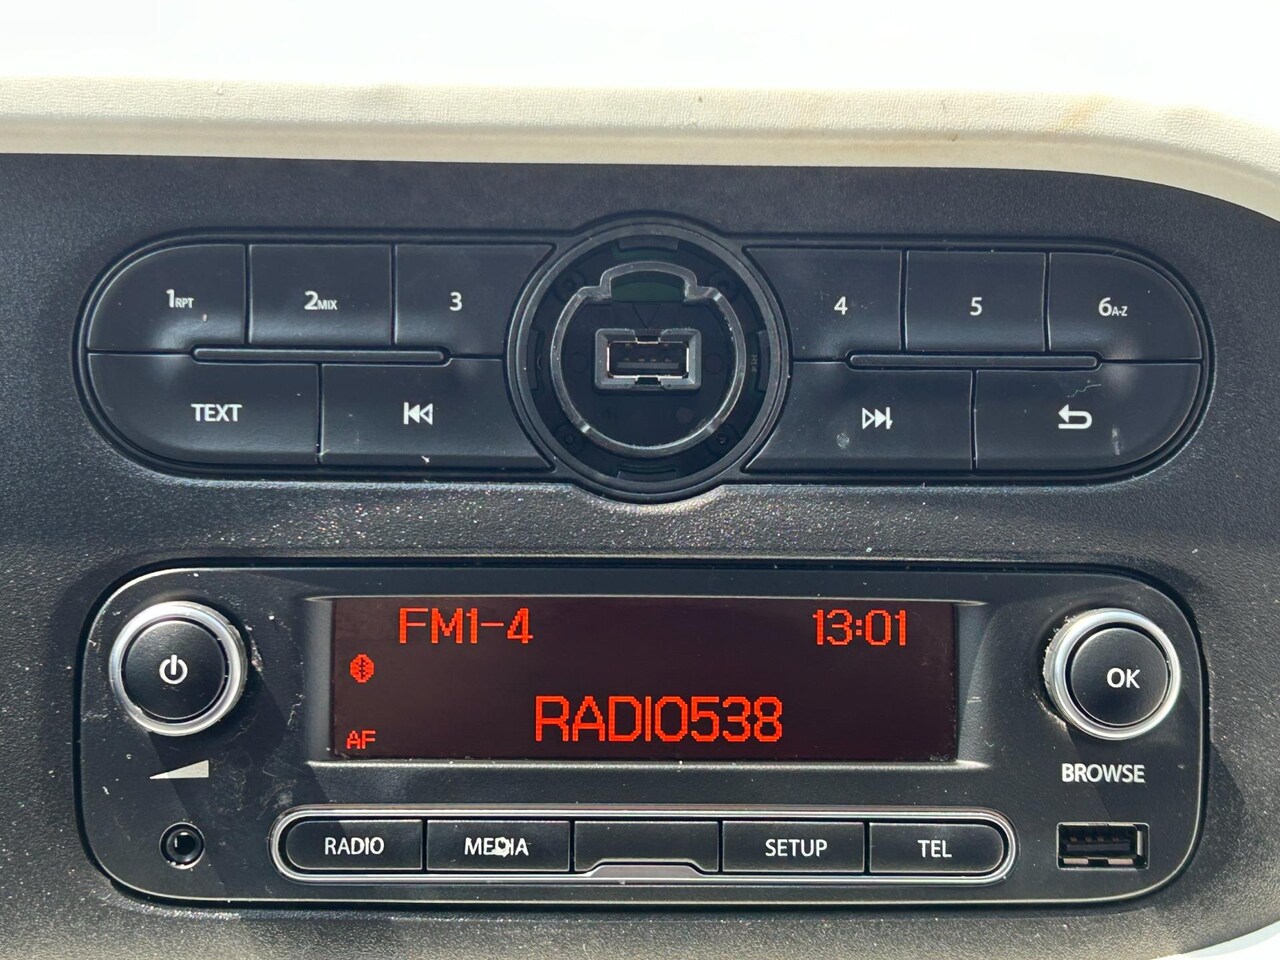 1RPT 2MIX 3 4 5 6A-Z
TEXT
FM1-4 13:01
RADIO538
AF
OK
BROWSE
RADIO MEDIA SETUP TEL